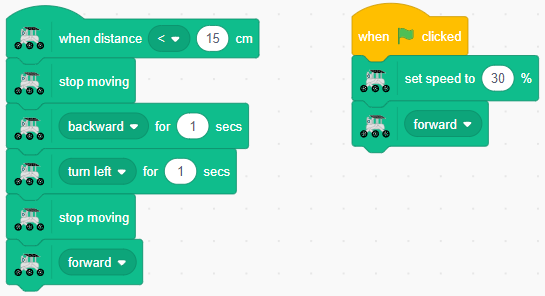 when distance < 15 cm
stop moving
backward for 1 secs
turn left for 1 secs
stop moving
forward
when clicked
set speed to 30 %
forward